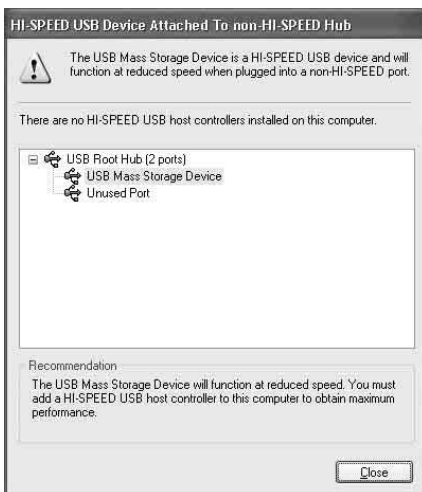 HI-SPEED USB Device Attached To non-HI-SPEED Hub
The USB Mass Storage Device is a HI-SPEED USB device and will
function at reduced speed when plugged into a non-HI-SPEED port.
There are no HI-SPEED USB host controllers installed on this computer.
USB Root Hub (2 ports)
USB Mass Storage Device
Unused Port
Recommendation
The USB Mass Storage Device will function at reduced speed. You must
add a HI-SPEED USB host controller to this computer to obtain maximum
performance.
Close